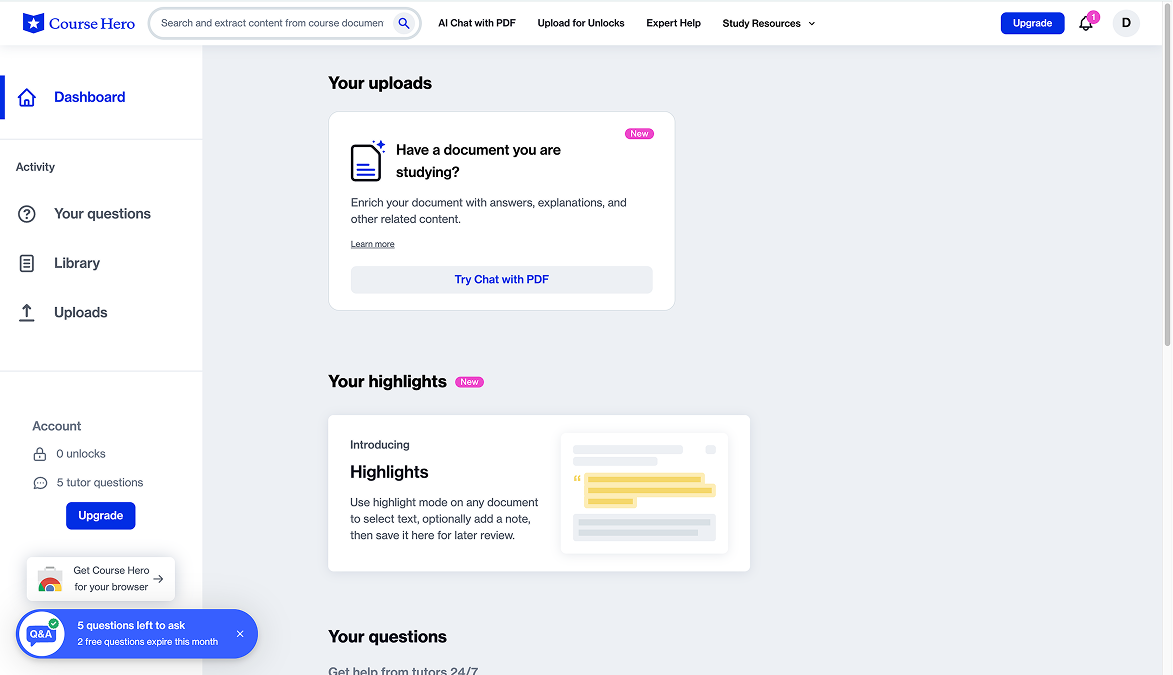 Course Hero
Search and extract content from course documen
AI Chat with PDF
Upload for Unlocks
Expert Help
Study Resources
Upgrade
1
D
Dashboard
Activity
Your questions
Library
Uploads
Account
0 unlocks
5 tutor questions
Upgrade
Get Course Hero
for your browser
Q&A
5 questions left to ask
2 free questions expire this month
Your uploads
New
Have a document you are
studying?
Enrich your document with answers, explanations, and
other related content.
Learn more
Try Chat with PDF
Your highlights
New
Introducing
Highlights
Use highlight mode on any document
to select text, optionally add a note,
then save it here for later review.
“
Your questions
Get help from tutors 24/7